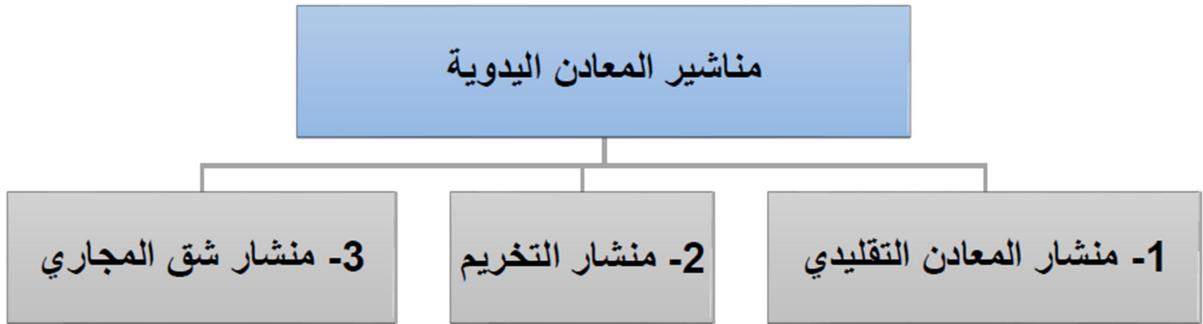 مناشير المعادن اليدوية
1- منشار المعادن التقليدي
2- منشار التخريم
3- منشار شق المجاري